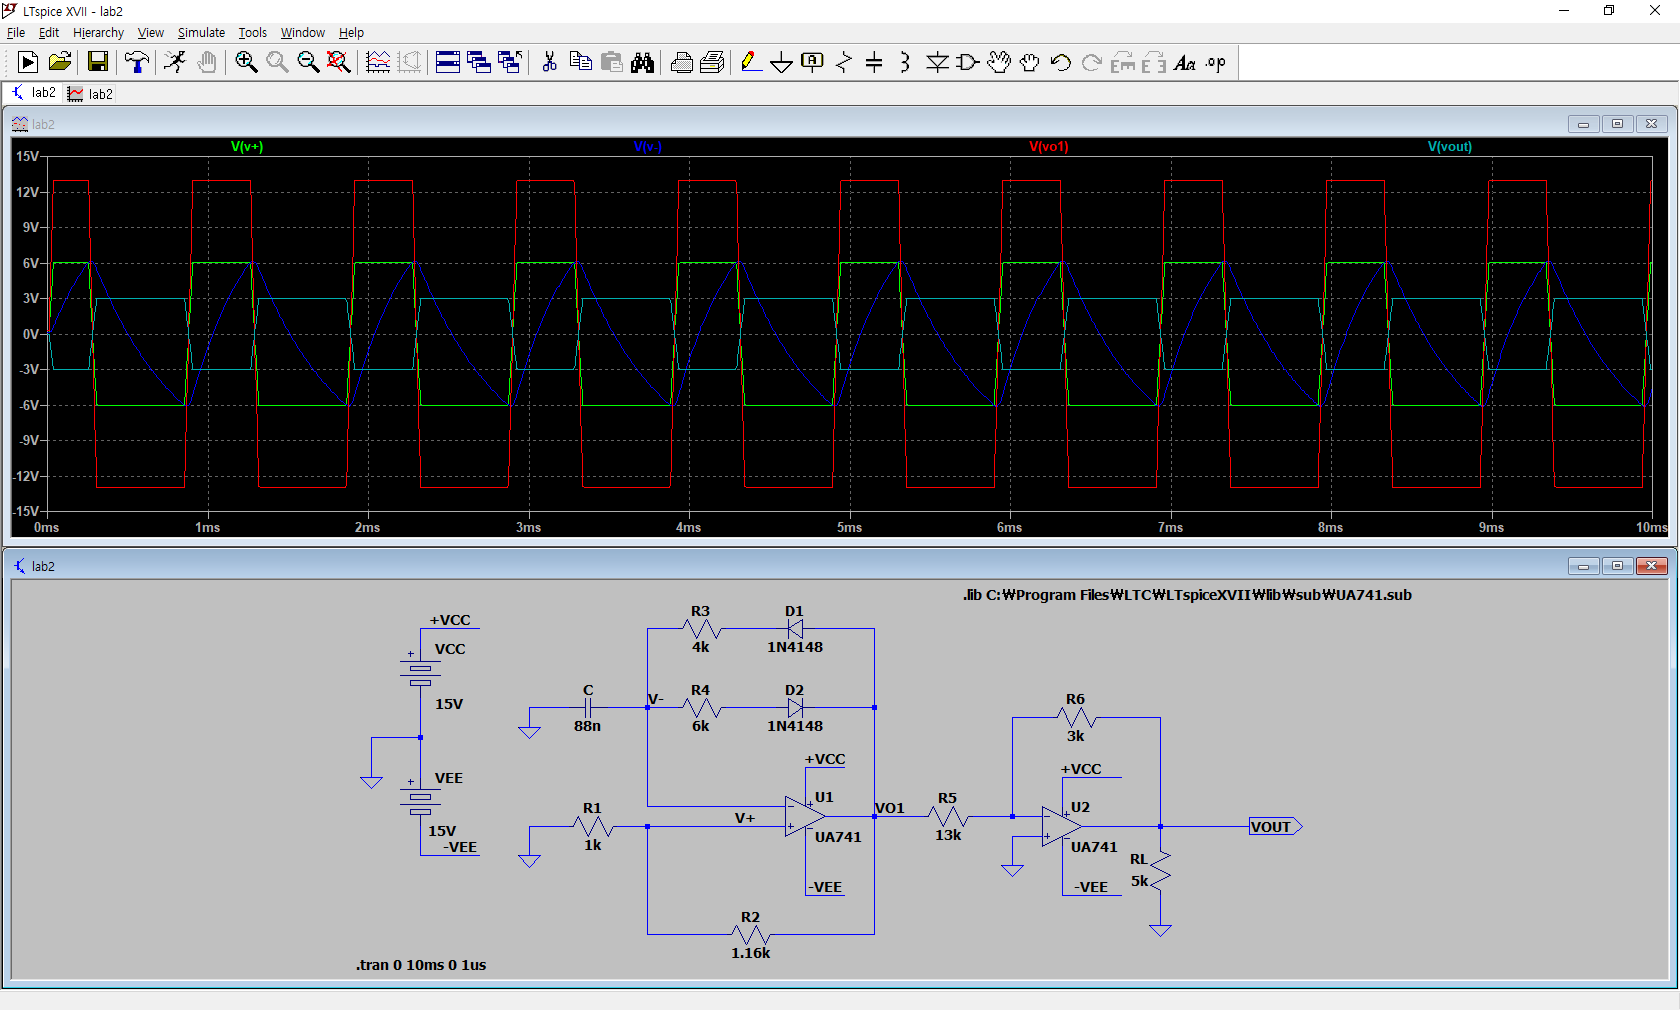 LTspice XVII - lab2
File Edit Hierarchy View Simulate Tools Window Help
lab2 lab2
lab2
V(v+) V(v-) V(vo1) V(vout)
15V
12V
9V
6V
3V
0V
-3V
-6V
-9V
-12V
-15V
0ms 1ms 2ms 3ms 4ms 5ms 6ms 7ms 8ms 9ms 10ms
lab2
.lib C:₩Program Files₩LTC₩LTspiceXVII₩lib₩sub₩UA741.sub
+VCC
VCC
15V
VEE
15V
-VEE
R3
4k
D1
1N4148
C
88n
V-
R4
6k
D2
1N4148
+VCC
U1
UA741
-VEE
R1
1k
V+
VO1
R2
1.16k
R5
13k
R6
3k
+VCC
U2
UA741
-VEE
RL
5k
VOUT
.tran 0 10ms 0 1us